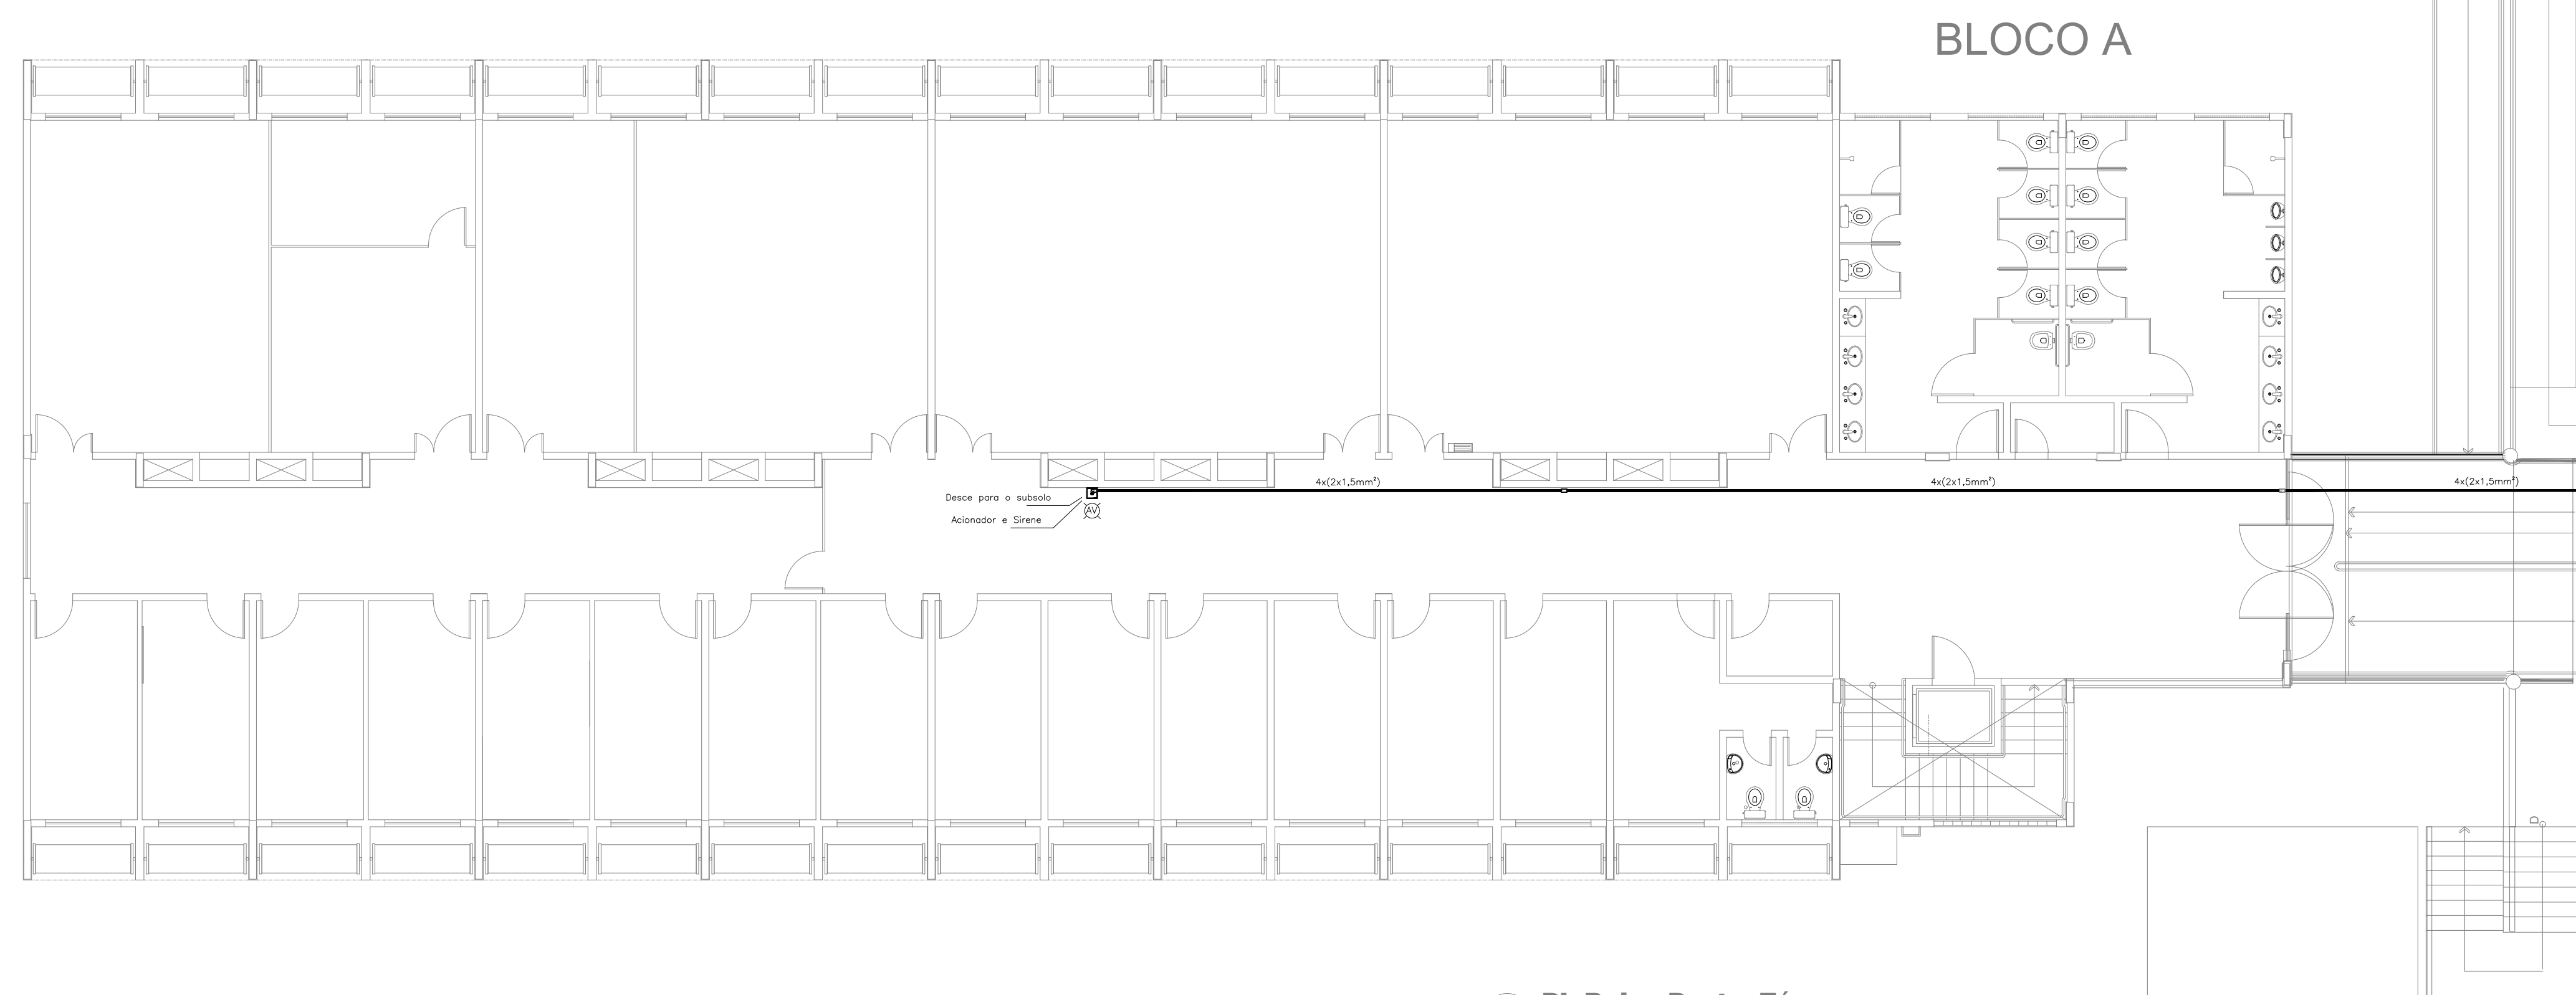 BLOCO A
4x(2x1,5mm²)
4x(2x1,5mm²)
4x(2x1,5mm²)
Desce para o subsolo
AV
Acionador e Sirene
D